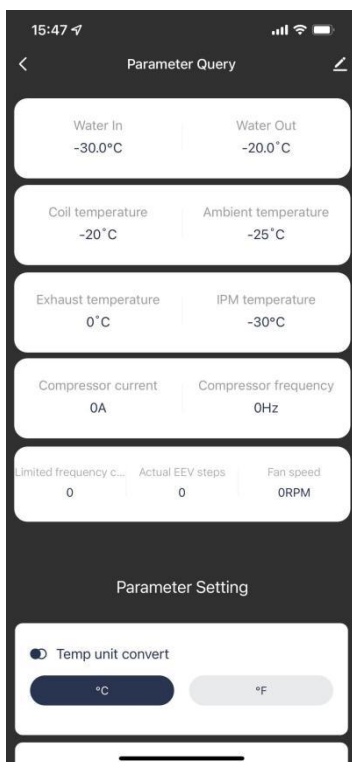 15:47
Parameter Query
Water In Water Out
-30.0°C -20.0°C
Coil temperature Ambient temperature
-20°C -25°C
Exhaust temperature IPM temperature
0°C -30°C
Compressor current Compressor frequency
0A 0Hz
Limited frequency c... Actual EEV steps Fan speed
0 0 0RPM
Parameter Setting
Temp unit convert
°C °F